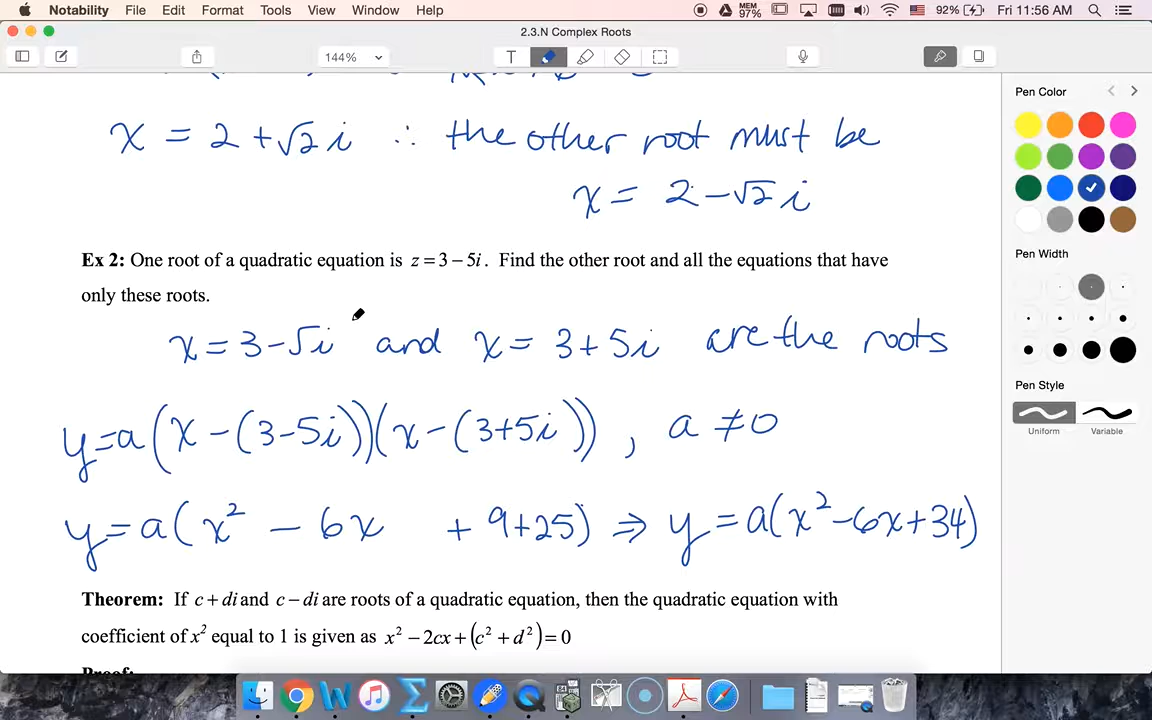 Notability File Edit Format Tools View Window Help MEM 97% 92% Fri 11:56 AM
2.3.N Complex Roots
144% T
Pen Color
x = 2 + √2 i ∴ the other root must be
x = 2 - √2 i
Ex 2: One root of a quadratic equation is z = 3 − 5i. Find the other root and all the equations that have
only these roots.
x = 3 - 5i and x = 3 + 5i are the roots
y = a(x - (3-5i))(x - (3+5i)), a ≠ 0
y = a(x² - 6x + 9+25) ⇒ y = a(x² - 6x + 34)
Theorem: If c + di and c − di are roots of a quadratic equation, then the quadratic equation with
coefficient of x² equal to 1 is given as x² − 2cx + (c² + d²) = 0
Pen Width
Pen Style
Uniform Variable